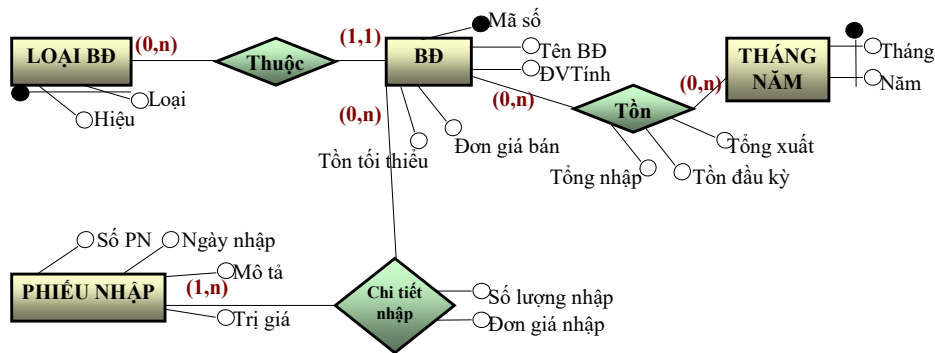 Mã số
LOẠI BĐ
(0,n)
Thuộc
(1,1)
BĐ
Tên BĐ
ĐVTính
THÁNG
NĂM
Tháng
Năm
(0,n)
(0,n)
Loại
Hiệu
(0,n)
Tồn
Tồn tối thiểu
Đơn giá bán
Tổng xuất
Tổng nhập
Tồn đầu kỳ
Số PN
Ngày nhập
Mô tả
PHIẾU NHẬP
(1,n)
Trị giá
Chi tiết
nhập
Số lượng nhập
Đơn giá nhập